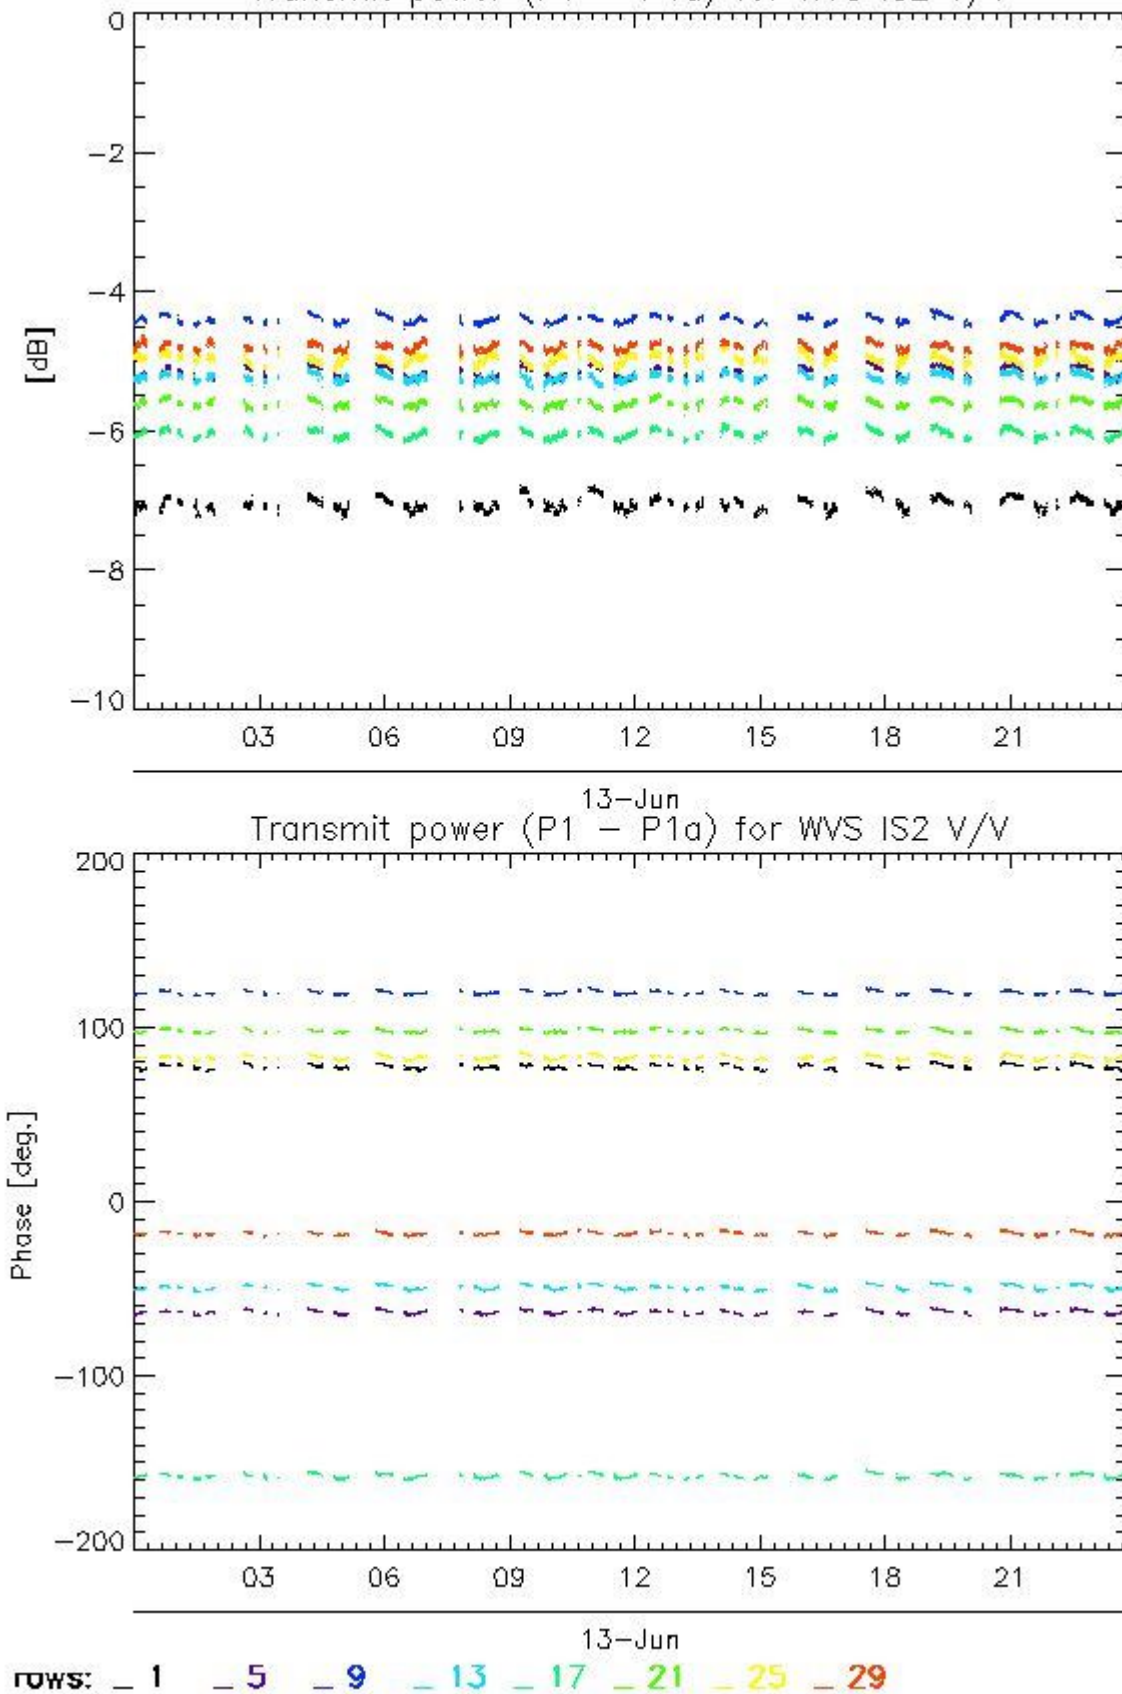 0
−2
−4
[dB]
−6
−8
−10
03 06 09 12 15 18 21
13−Jun
Transmit power (P1 − P1a) for WVS IS2 V/V
200
100
0
Phase [deg.]
−100
−200
03 06 09 12 15 18 21
13−Jun
rows: _ 1 _ 5 _ 9 _ 13 _ 17 _ 21 _ 25 _ 29